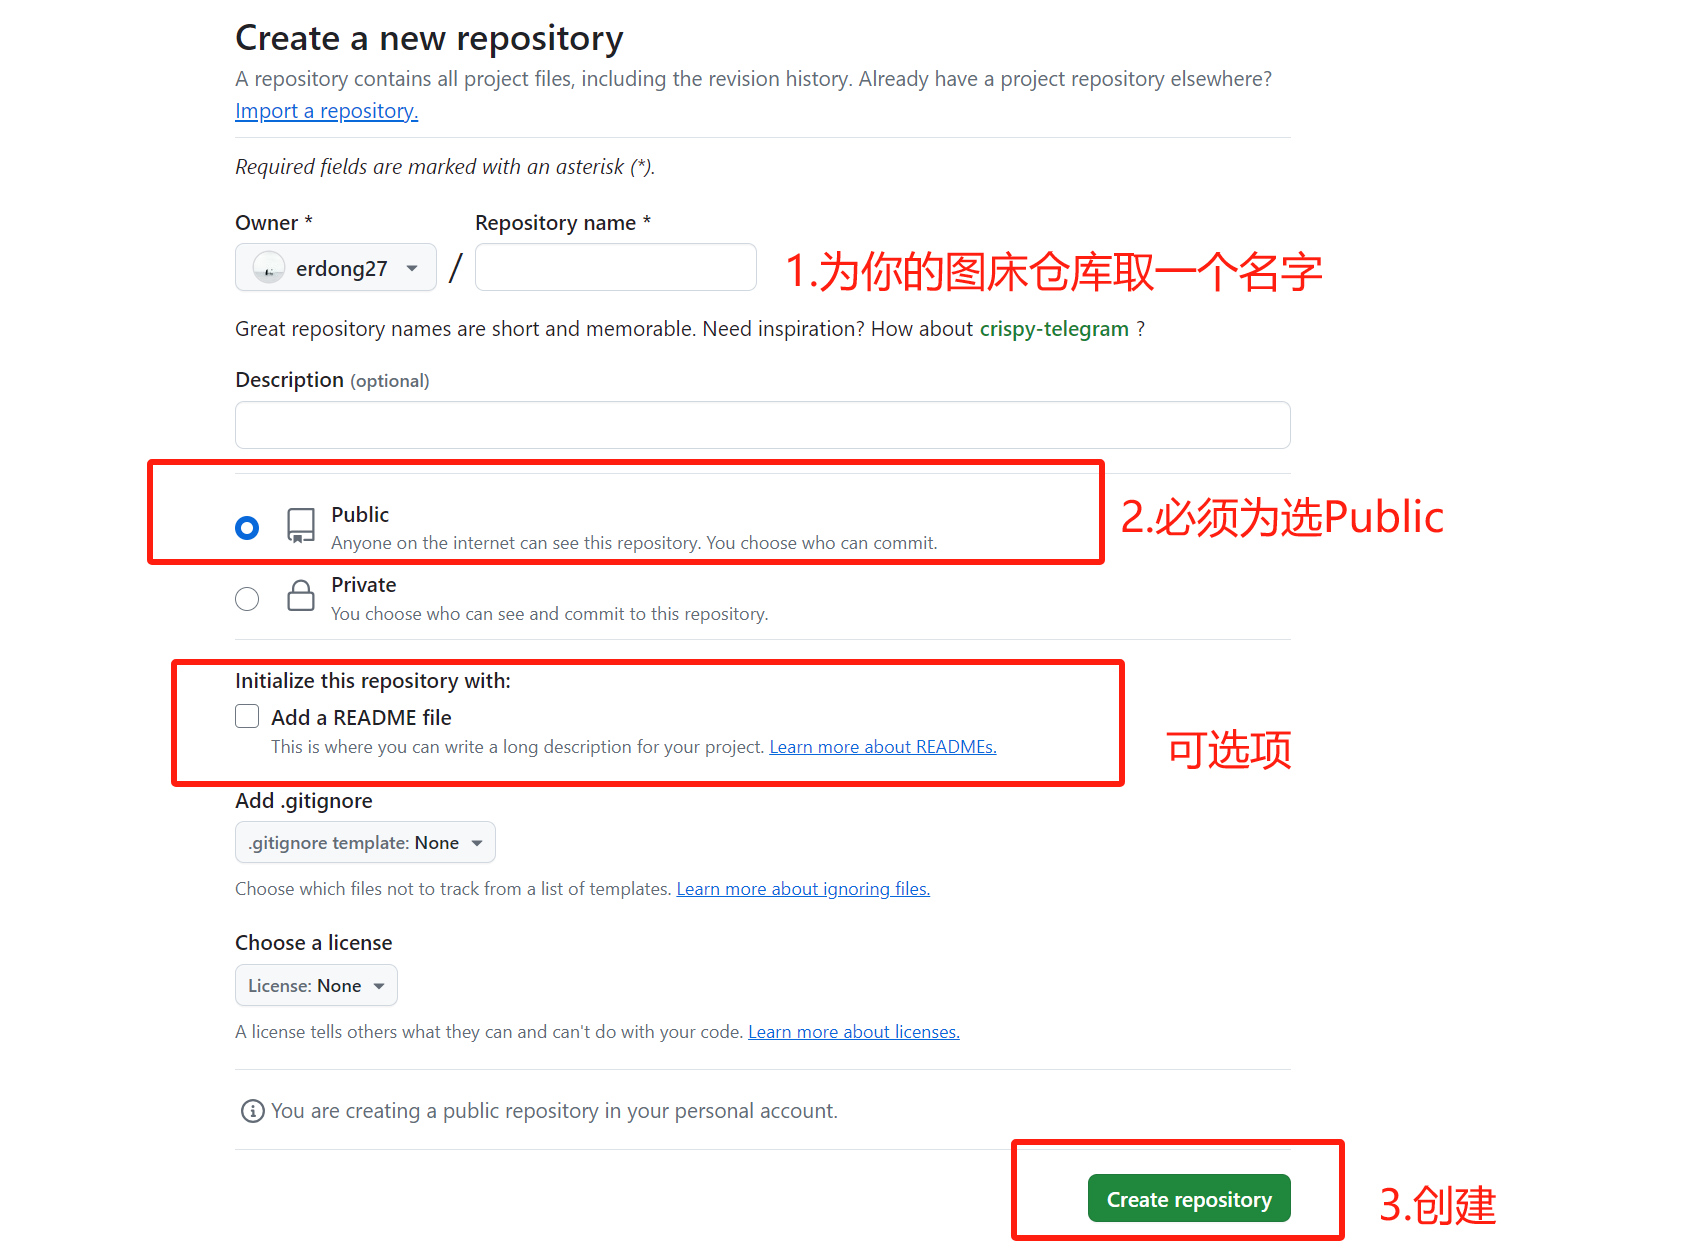 Create a new repository
A repository contains all project files, including the revision history. Already have a project repository elsewhere?
Import a repository.
Required fields are marked with an asterisk (*).
Owner *
Repository name *
erdong27
/
1.为你的图床仓库取一个名字
Great repository names are short and memorable. Need inspiration? How about crispy-telegram ?
Description (optional)
Public
Anyone on the internet can see this repository. You choose who can commit.
2.必须为选Public
Private
You choose who can see and commit to this repository.
Initialize this repository with:
Add a README file
This is where you can write a long description for your project. Learn more about READMEs.
可选项
Add .gitignore
.gitignore template: None
Choose which files not to track from a list of templates. Learn more about ignoring files.
Choose a license
License: None
A license tells others what they can and can't do with your code. Learn more about licenses.
You are creating a public repository in your personal account.
Create repository
3.创建